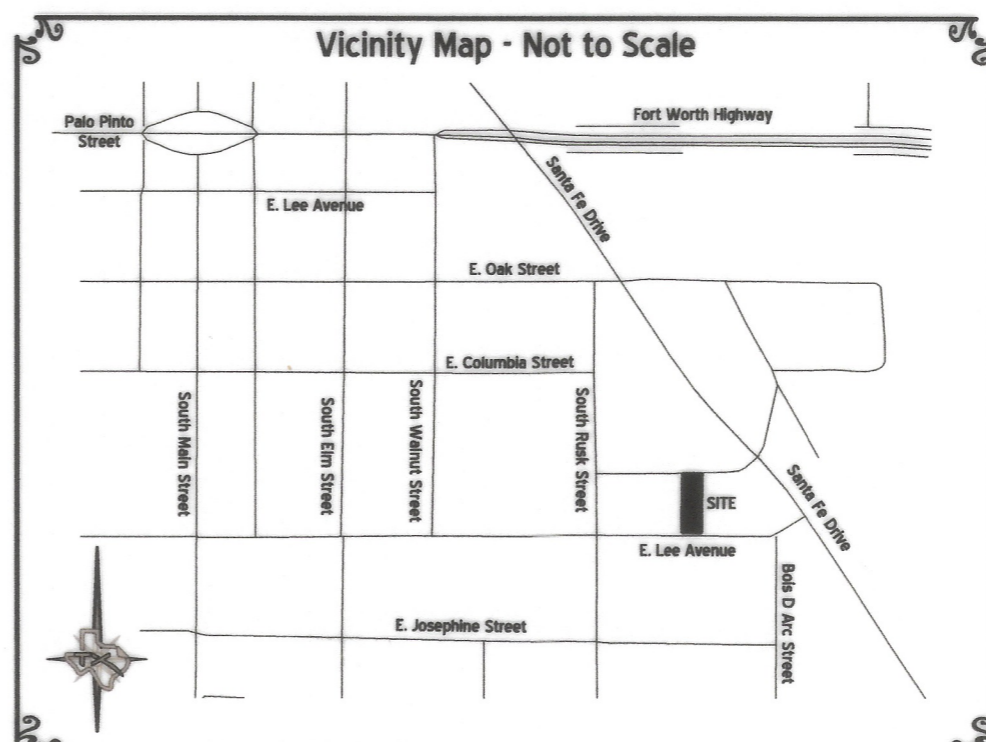 Vicinity Map - Not to Scale
Palo Pinto
Street
Fort Worth Highway
Santa Fe Drive
E. Lee Avenue
E. Oak Street
E. Columbia Street
South Main Street
South Elm Street
South Walnut Street
South Rusk Street
SITE
Santa Fe Drive
E. Lee Avenue
Bois D Arc Street
E. Josephine Street
TX